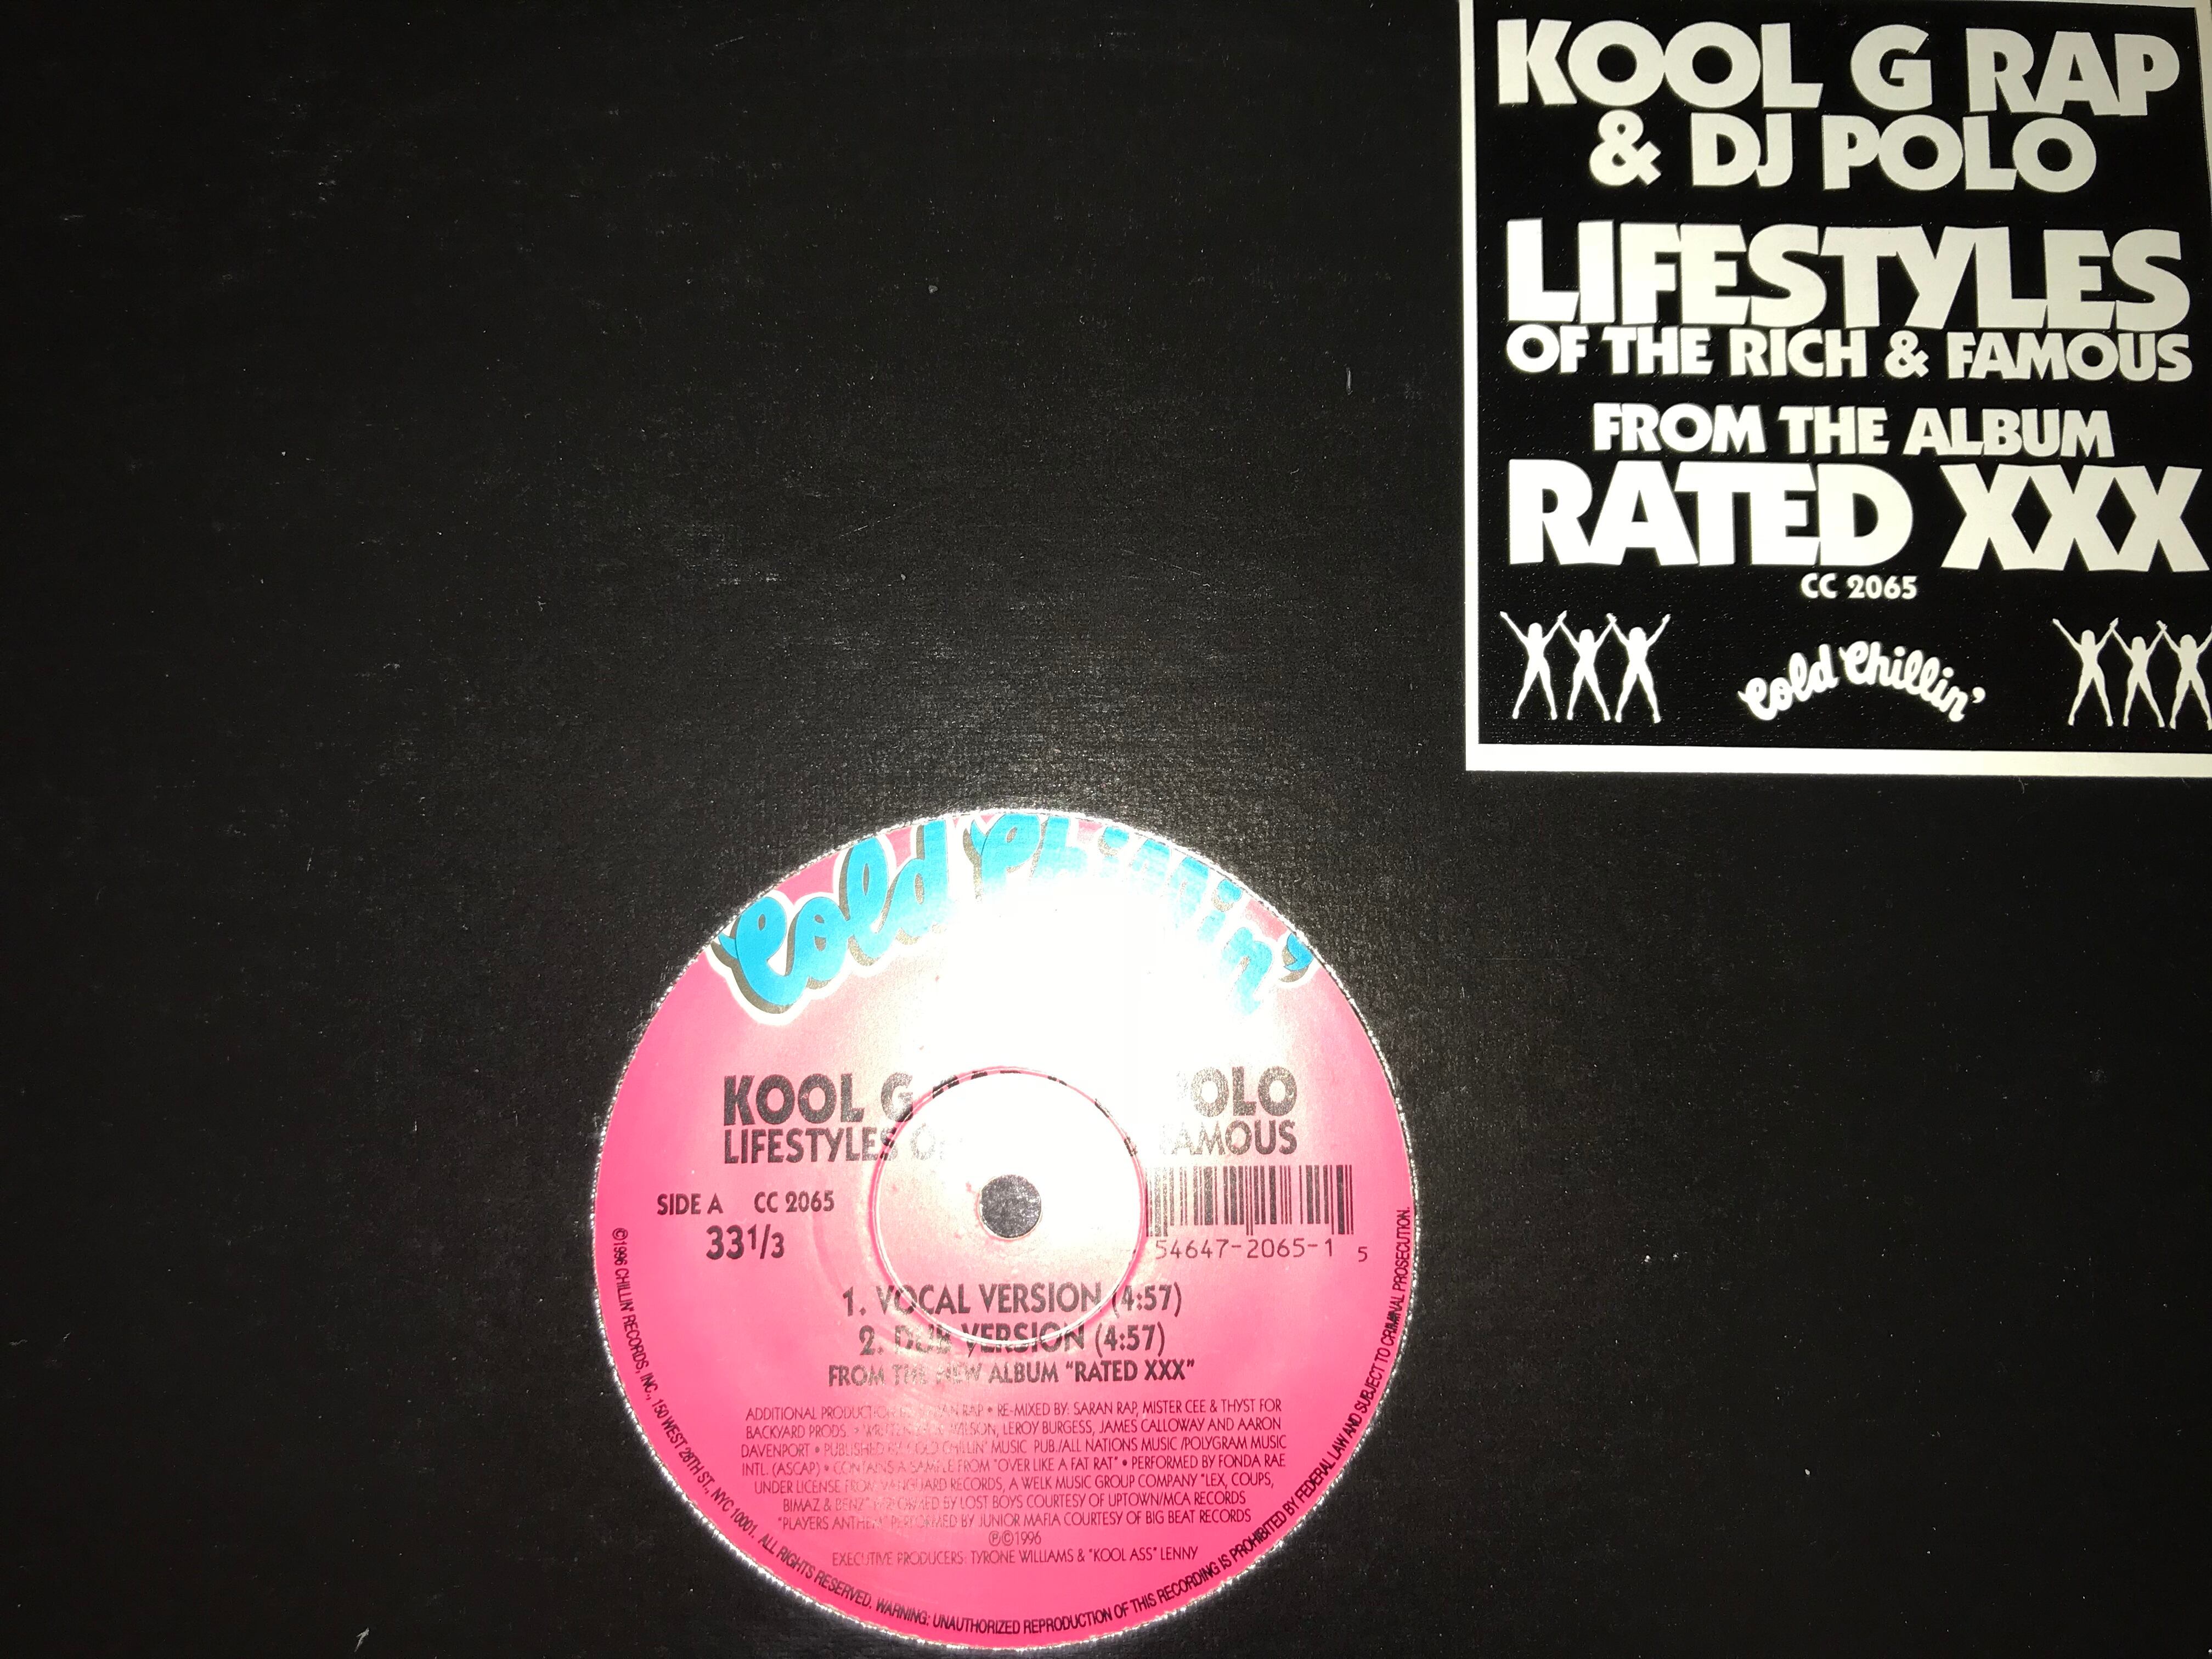 KOOL G RAP
& DJ POLO
LIFESTYLES
OF THE RICH & FAMOUS
FROM THE ALBUM
RATED XXX
CC 2065
Cold Chillin'
Cold Chillin'
KOOL G POLO
LIFESTYLES FAMOUS
SIDE A CC 2065
33 1/3
54647-2065-1 5
1. VOCAL VERSION (4:57)
2. DUB VERSION (4:57)
FROM THE NEW ALBUM "RATED XXX"
ADDITIONAL PRODUCTION RAP • RE-MIXED BY: SARAN RAP, MISTER CEE & THYST FOR
BACKYARD PRODS. • WILSON, LEROY BURGESS, JAMES CALLOWAY AND AARON
DAVENPORT • PUBLISHED BY COLD CHILLIN' MUSIC PUB./ALL NATIONS MUSIC /POLYGRAM MUSIC
INTL. (ASCAP) • CONTAINS A SAMPLE FROM "OVER LIKE A FAT RAT" • PERFORMED BY FONDA RAE
UNDER LICENSE FROM VANGUARD RECORDS, A WELK MUSIC GROUP COMPANY "LEX, COUPS,
BIMAZ & BENZ" PERFORMED BY LOST BOYS COURTESY OF UPTOWN/MCA RECORDS
"PLAYERS ANTHEM" PERFORMED BY JUNIOR MAFIA COURTESY OF BIG BEAT RECORDS
℗©1996
EXECUTIVE PRODUCERS: TYRONE WILLIAMS & "KOOL ASS" LENNY
©1996 CHILLIN' RECORDS, INC., 150 WEST 28TH ST., NYC 10001. ALL RIGHTS RESERVED. WARNING: UNAUTHORIZED REPRODUCTION OF THIS RECORDING IS PROHIBITED BY FEDERAL LAW AND SUBJECT TO CRIMINAL PROSECUTION.